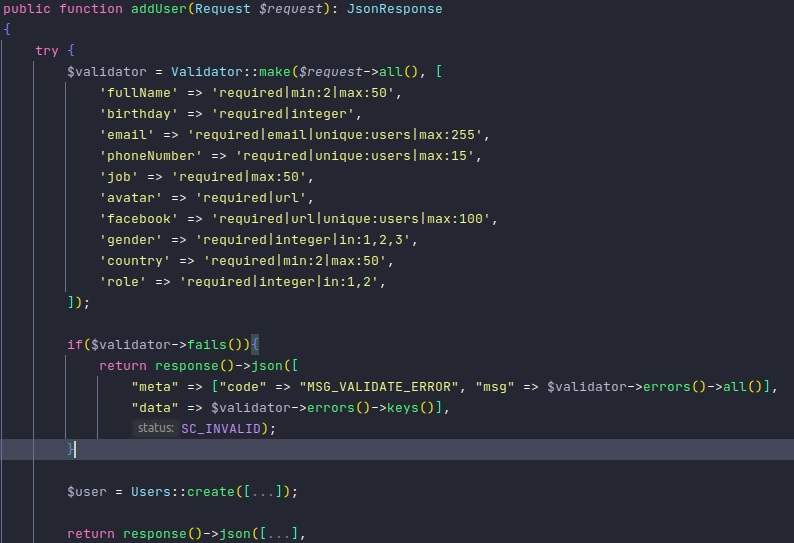 public function addUser(Request $request): JsonResponse
{
try {
$validator = Validator::make($request->all(), [
'fullName' => 'required|min:2|max:50',
'birthday' => 'required|integer',
'email' => 'required|email|unique:users|max:255',
'phoneNumber' => 'required|unique:users|max:15',
'job' => 'required|max:50',
'avatar' => 'required|url',
'facebook' => 'required|url|unique:users|max:100',
'gender' => 'required|integer|in:1,2,3',
'country' => 'required|min:2|max:50',
'role' => 'required|integer|in:1,2',
]);
if($validator->fails()){
return response()->json([
"meta" => ["code" => "MSG_VALIDATE_ERROR", "msg" => $validator->errors()->all()],
"data" => $validator->errors()->keys()],
status: SC_INVALID);
}
$user = Users::create([...]);
return response()->json([...],